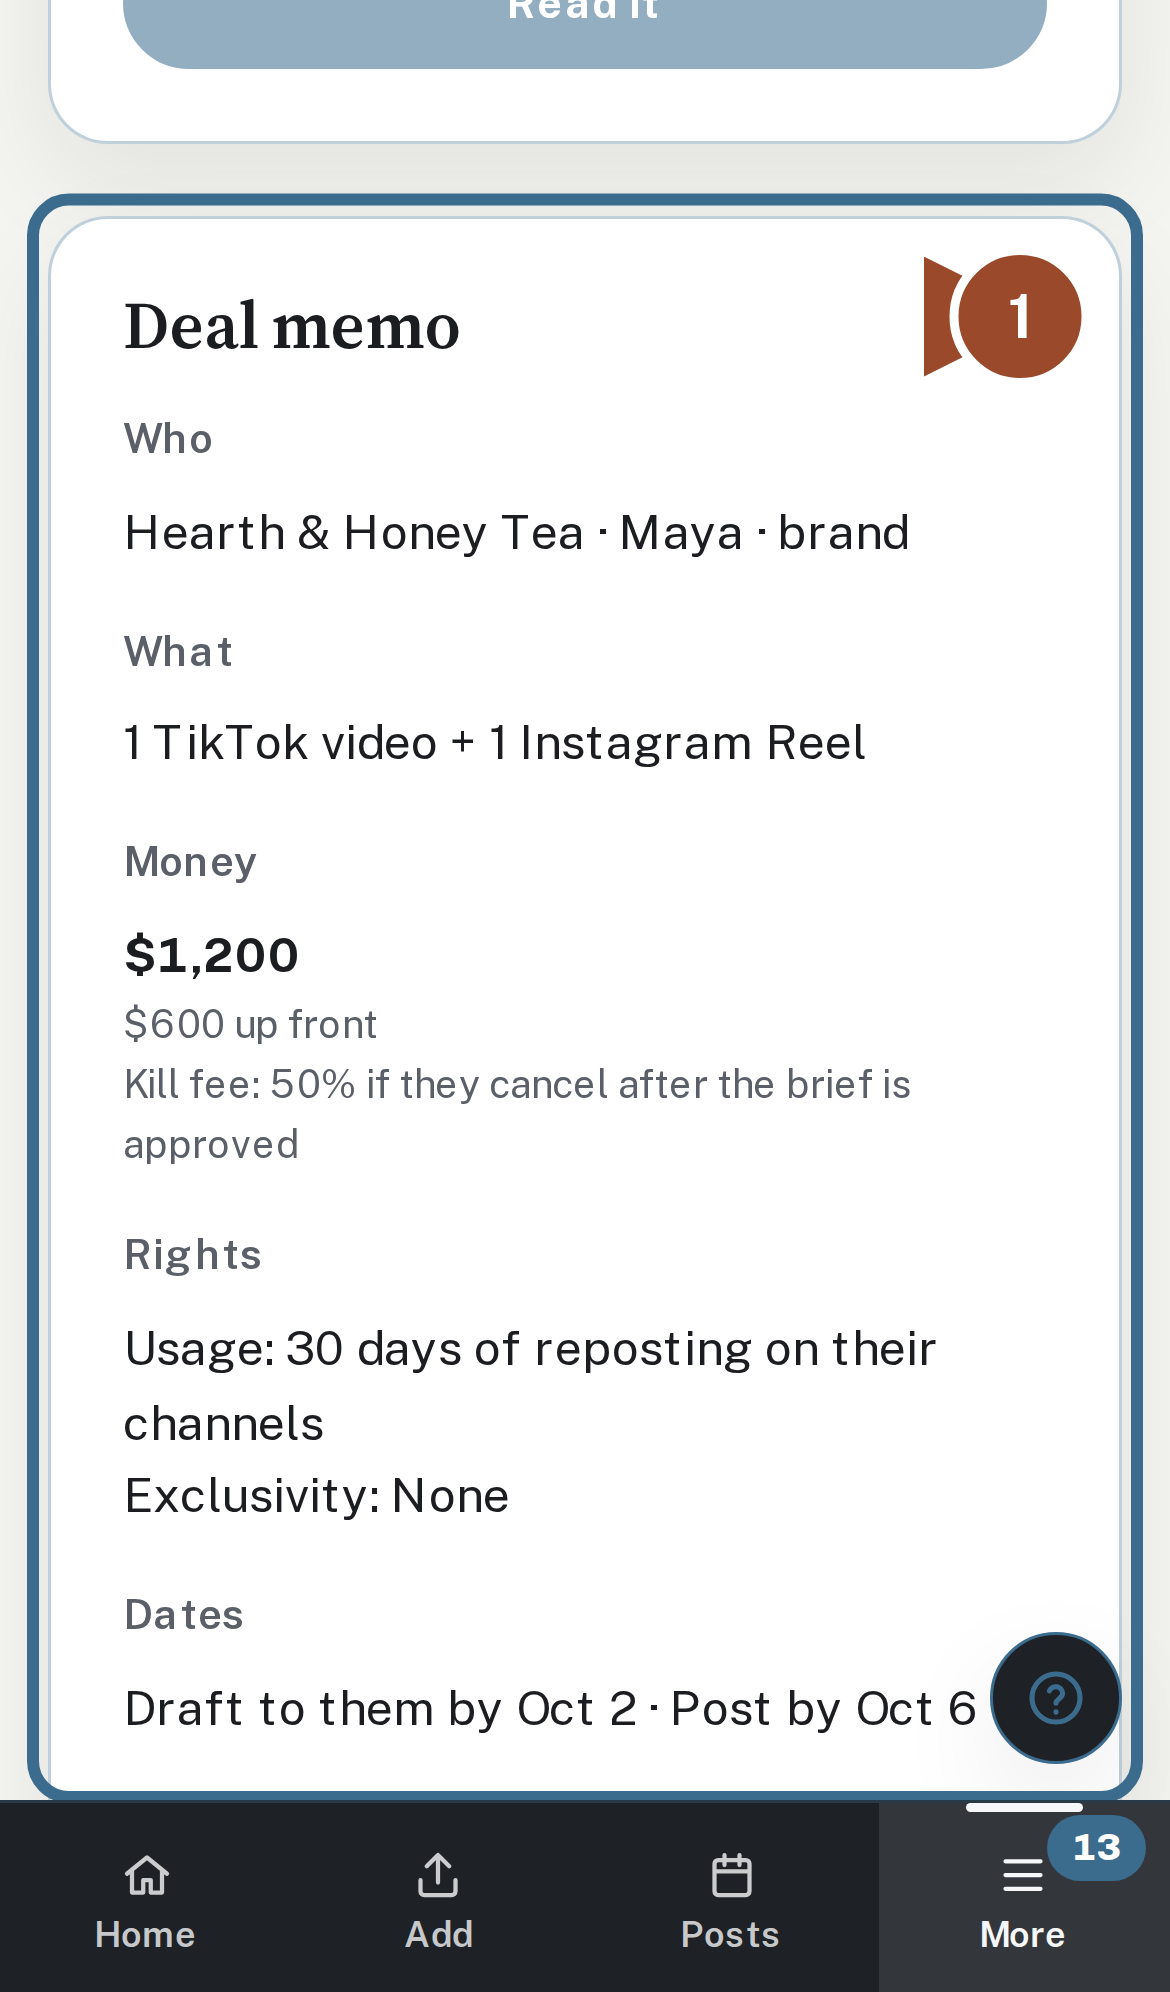 Read it
Deal memo
1
Who
Hearth & Honey Tea · Maya · brand
What
1 TikTok video + 1 Instagram Reel
Money
$1,200
$600 up front
Kill fee: 50% if they cancel after the brief is
approved
Rights
Usage: 30 days of reposting on their
channels
Exclusivity: None
Dates
Draft to them by Oct 2 · Post by Oct 6
?
13
Home
Add
Posts
More